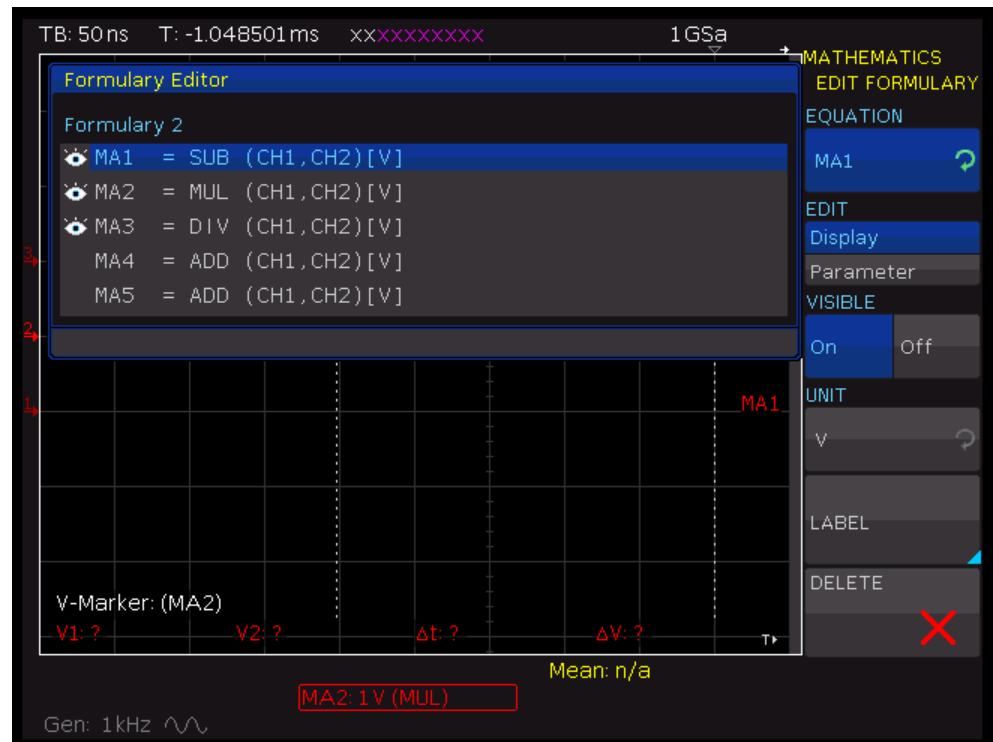 TB: 50 ns T: -1.048501 ms xxxxxxxxxx 1 GSa
MATHEMATICS
EDIT FORMULARY
Formulary Editor
Formulary 2
MA1 = SUB (CH1,CH2)[V]
MA2 = MUL (CH1,CH2)[V]
MA3 = DIV (CH1,CH2)[V]
MA4 = ADD (CH1,CH2)[V]
MA5 = ADD (CH1,CH2)[V]
EQUATION
MA1
EDIT
Display
Parameter
VISIBLE
On Off
UNIT
V
LABEL
DELETE
3
2
1
MA1
V-Marker: (MA2)
V1: ? V2: ? Δt: ? ΔV: ? T
Mean: n/a
MA2: 1 V (MUL)
Gen: 1kHz